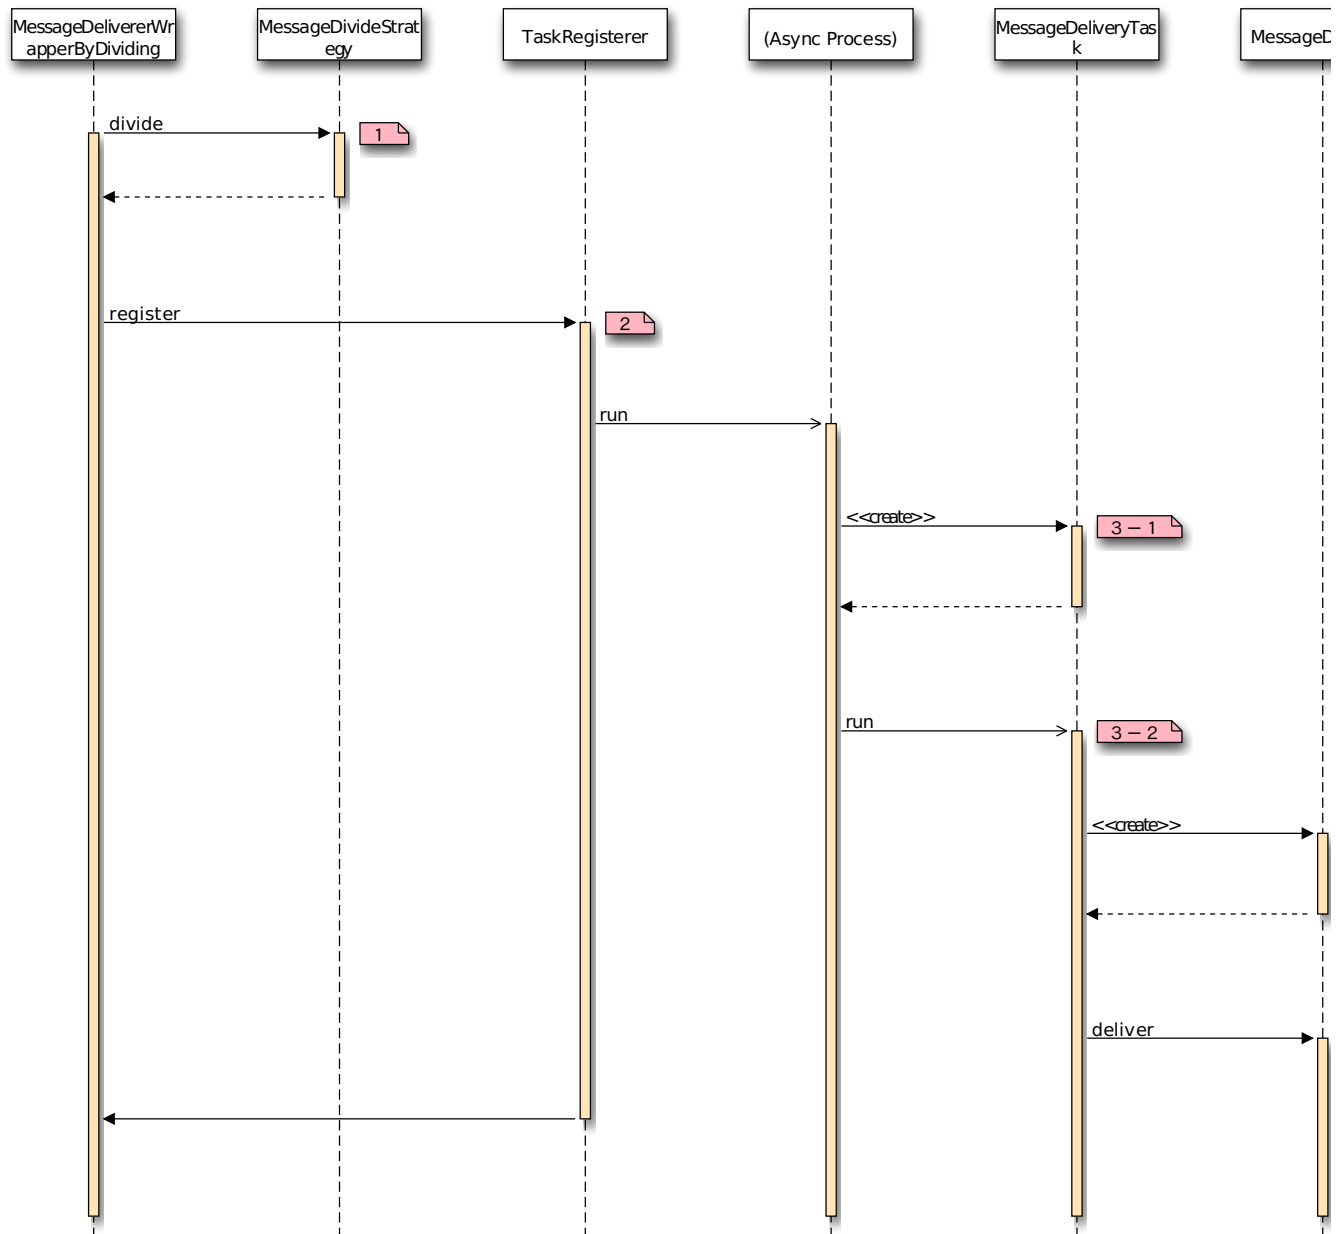 MessageDelivererWr
apperByDividing
MessageDivideStrat
egy
TaskRegisterer
(Async Process)
MessageDeliveryTas
k
MessageD
divide
1
register
2
run
<<create>>
3 − 1
run
3 − 2
<<create>>
deliver